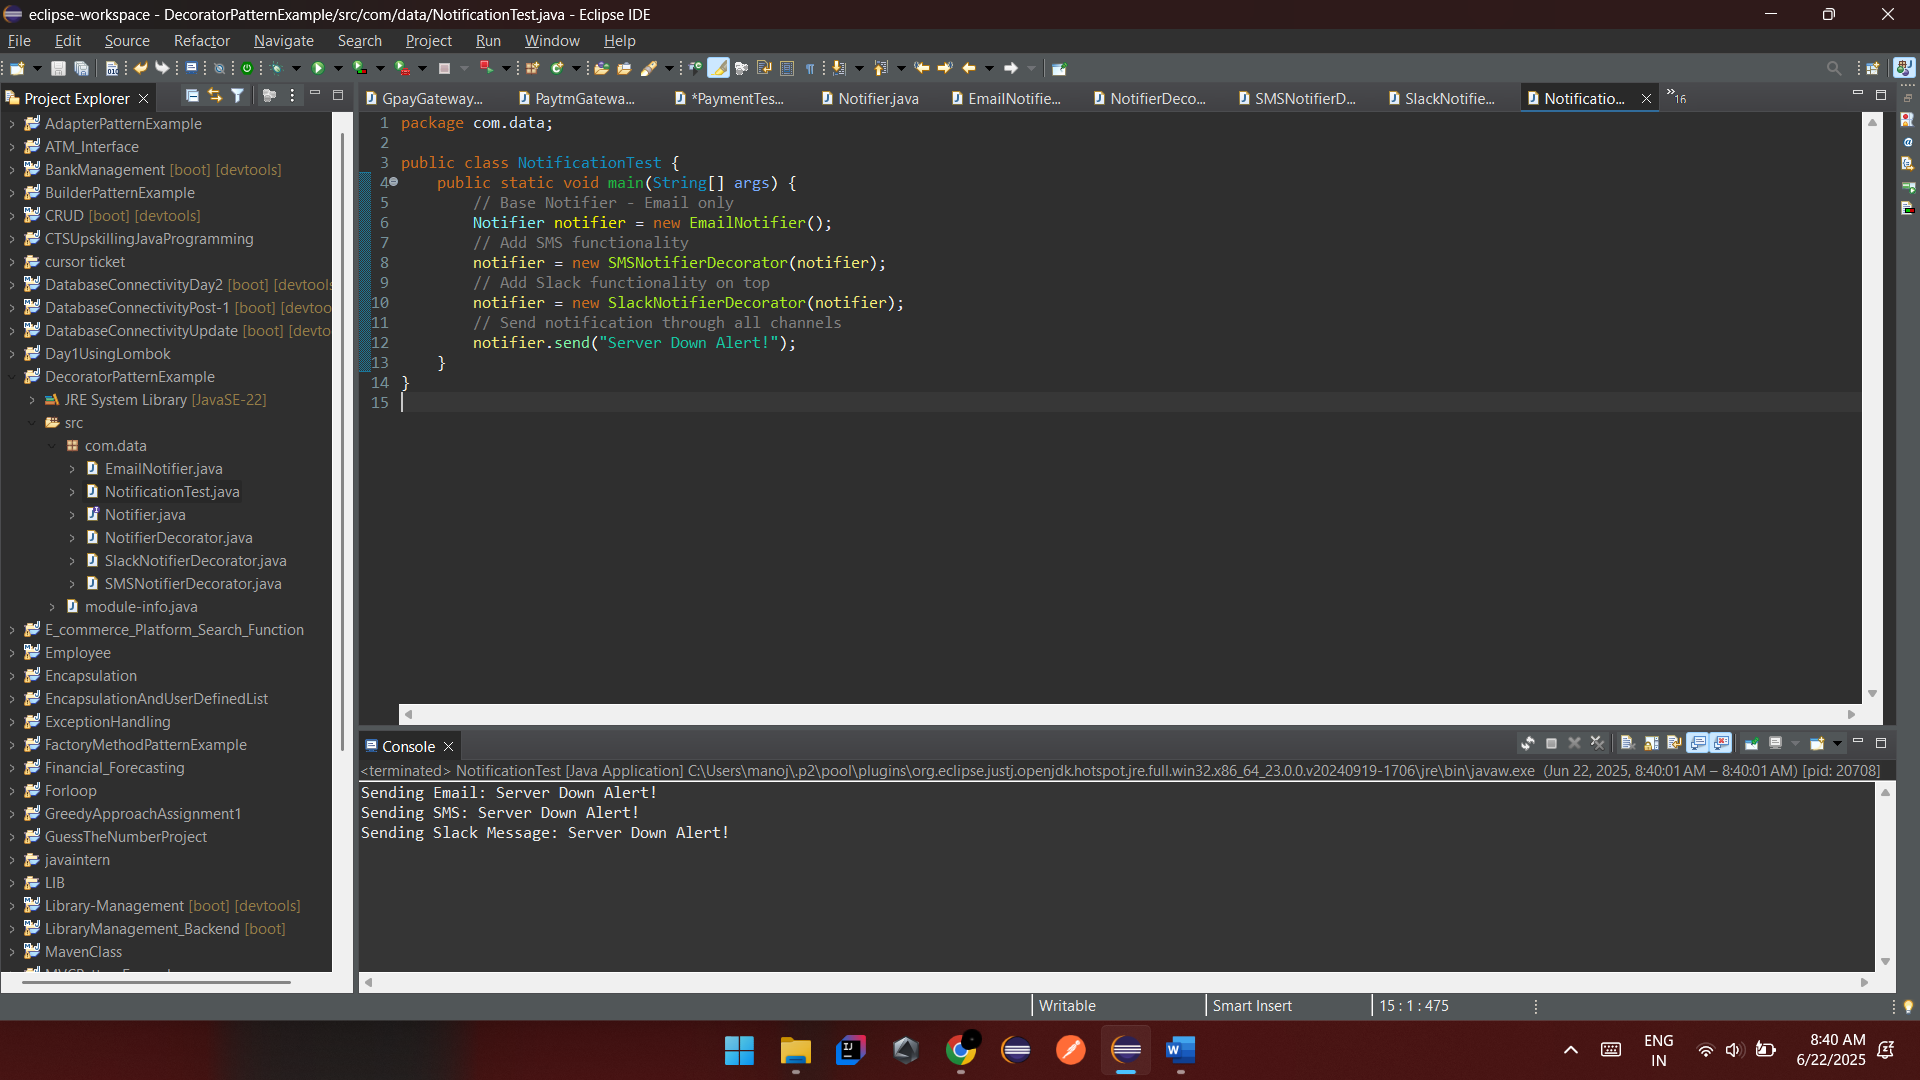 eclipse-workspace - DecoratorPatternExample/src/com/data/NotificationTest.java - Eclipse IDE
File Edit Source Refactor Navigate Search Project Run Window Help
Project Explorer
AdapterPatternExample
ATM_Interface
BankManagement [boot] [devtools]
BuilderPatternExample
CRUD [boot] [devtools]
CTSUpskillingJavaProgramming
cursor ticket
DatabaseConnectivityDay2 [boot] [devtools
DatabaseConnectivityPost-1 [boot] [devtoo
DatabaseConnectivityUpdate [boot] [devto
Day1UsingLombok
DecoratorPatternExample
JRE System Library [JavaSE-22]
src
com.data
EmailNotifier.java
NotificationTest.java
Notifier.java
NotifierDecorator.java
SlackNotifierDecorator.java
SMSNotifierDecorator.java
module-info.java
E_commerce_Platform_Search_Function
Employee
Encapsulation
EncapsulationAndUserDefinedList
ExceptionHandling
FactoryMethodPatternExample
Financial_Forecasting
Forloop
GreedyApproachAssignment1
GuessTheNumberProject
javaintern
LIB
Library-Management [boot] [devtools]
LibraryManagement_Backend [boot]
MavenClass
GpayGateway... PaytmGatewa... *PaymentTes... Notifier.java EmailNotifie... NotifierDeco... SMSNotifierD... SlackNotifie... Notificatio... »16
1 package com.data;
2
3 public class NotificationTest {
4 public static void main(String[] args) {
5 // Base Notifier - Email only
6 Notifier notifier = new EmailNotifier();
7 // Add SMS functionality
8 notifier = new SMSNotifierDecorator(notifier);
9 // Add Slack functionality on top
10 notifier = new SlackNotifierDecorator(notifier);
11 // Send notification through all channels
12 notifier.send("Server Down Alert!");
13 }
14 }
15
Console
<terminated> NotificationTest [Java Application] C:\Users\manoj\.p2\pool\plugins\org.eclipse.justj.openjdk.hotspot.jre.full.win32.x86_64_23.0.0.v20240919-1706\jre\bin\javaw.exe (Jun 22, 2025, 8:40:01 AM – 8:40:01 AM) [pid: 20708]
Sending Email: Server Down Alert!
Sending SMS: Server Down Alert!
Sending Slack Message: Server Down Alert!
Writable Smart Insert 15 : 1 : 475
ENG
IN
8:40 AM
6/22/2025